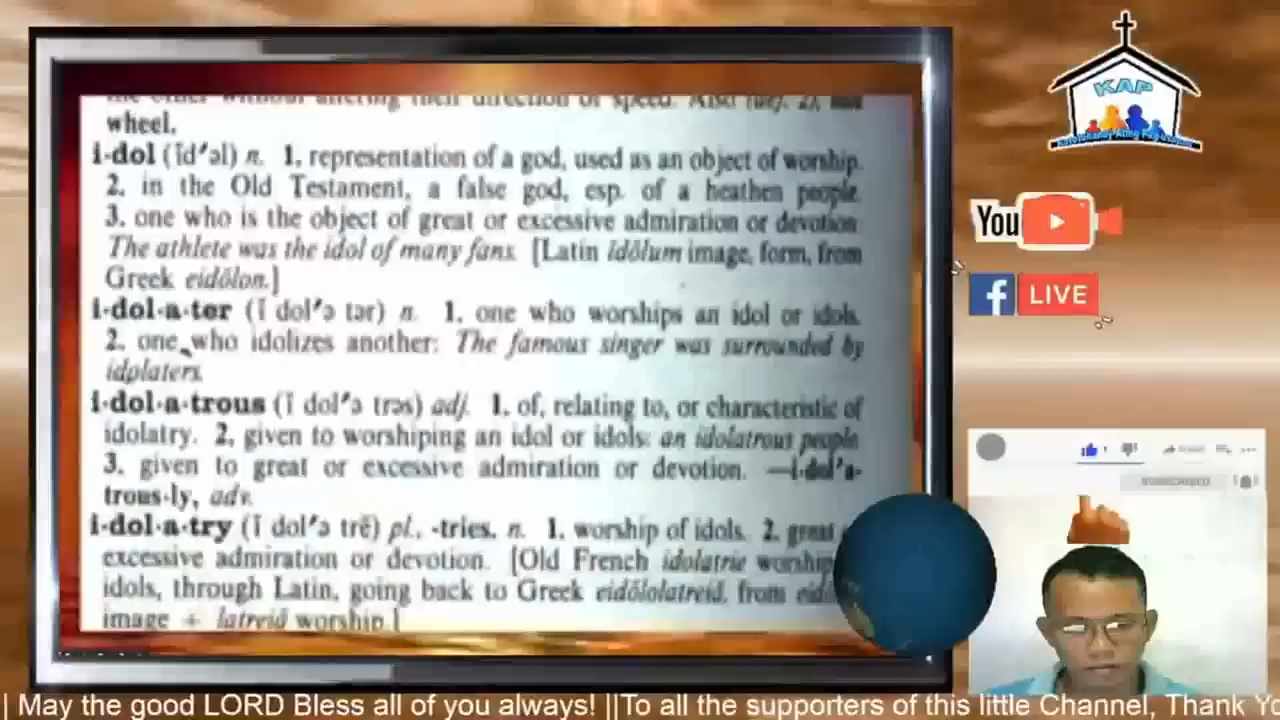 wheel.
i·dol (īd'əl) n. 1. representation of a god, used as an object of worship.
2. in the Old Testament, a false god, esp. of a heathen people.
3. one who is the object of great or excessive admiration or devotion
The athlete was the idol of many fans. [Latin īdōlum image, form, from
Greek eidōlon.]
i·dol·a·ter (ī dol'ə tər) n. 1. one who worships an idol or idols.
2. one who idolizes another: The famous singer was surrounded by
idolaters.
i·dol·a·trous (ī dol'ə trəs) adj. 1. of, relating to, or characteristic of
idolatry. 2. given to worshiping an idol or idols: an idolatrous people
3. given to great or excessive admiration or devotion. —i·dol'a-
trous·ly, adv.
i·dol·a·try (ī dol'ə trē) pl., -tries. n. 1. worship of idols. 2. great
excessive admiration or devotion. [Old French idolatrie worship
idols, through Latin, going back to Greek eidōlolatreiā, from
image + latreiā worship.]
KAP
You
f LIVE
1
SUBSCRIBED
| May the good LORD Bless all of you always! ||To all the supporters of this little Channel, Thank Yo